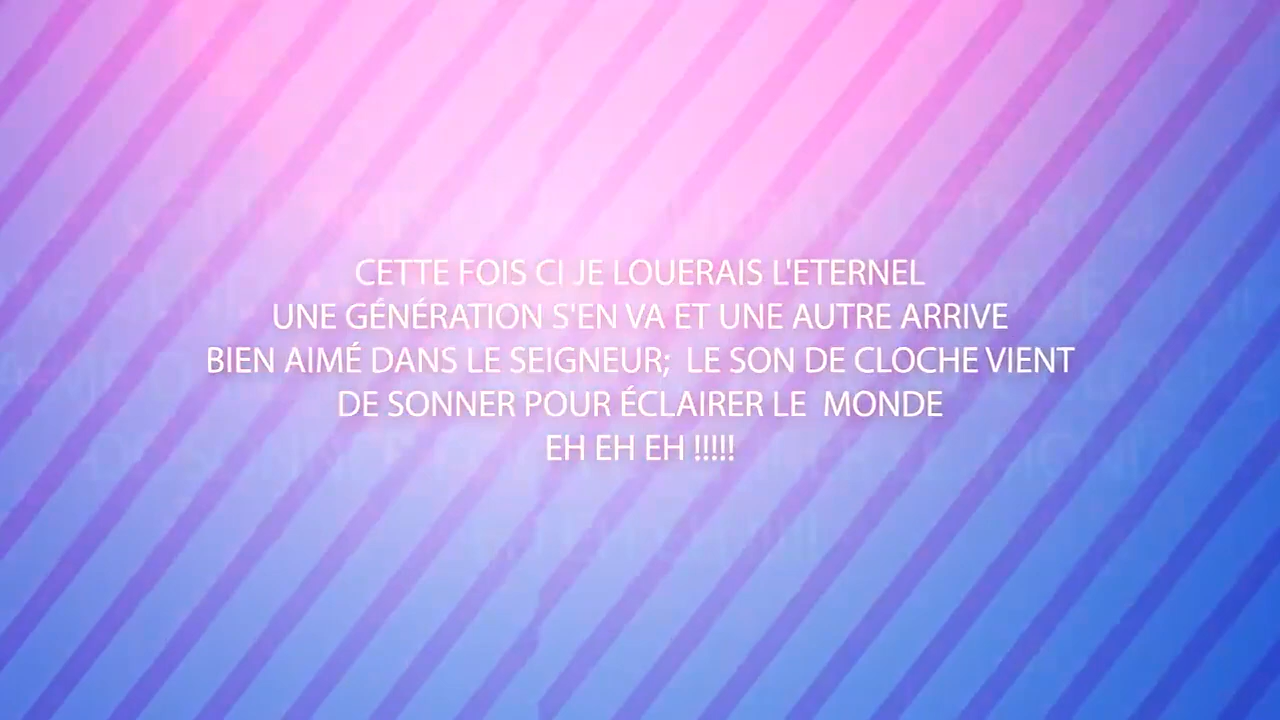 CETTE FOIS CI JE LOUERAIS L'ETERNEL
UNE GÉNÉRATION S'EN VA ET UNE AUTRE ARRIVE
BIEN AIMÉ DANS LE SEIGNEUR;  LE SON DE CLOCHE VIENT
DE SONNER POUR ÉCLAIRER LE  MONDE
EH EH EH !!!!!